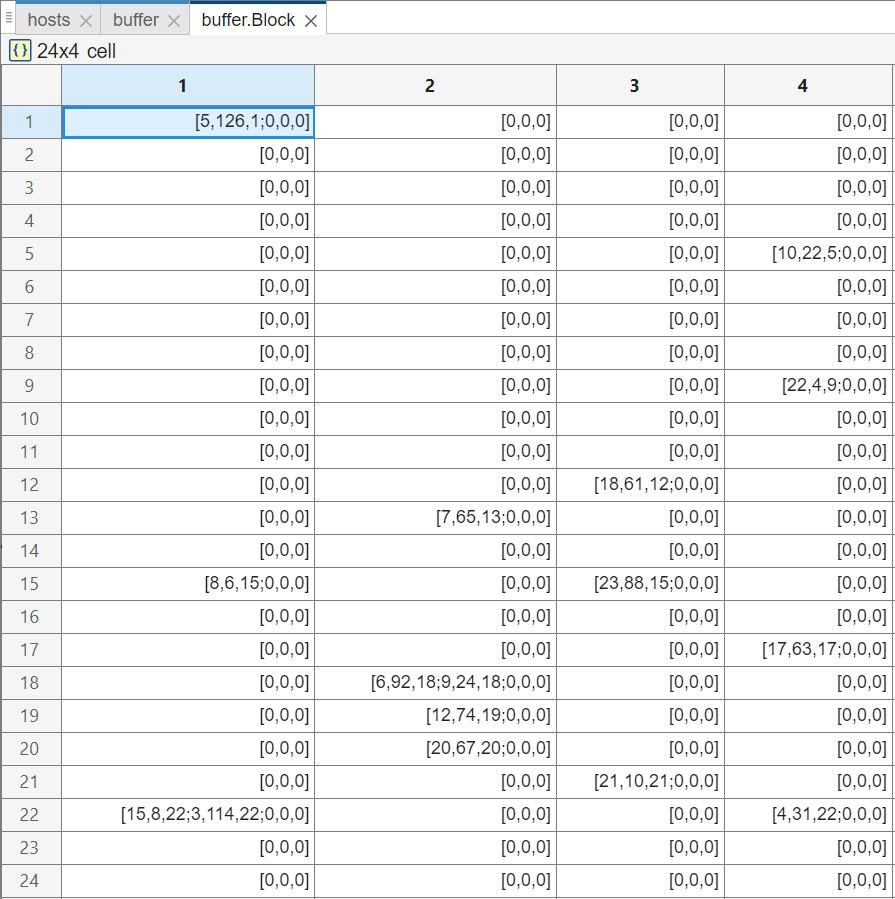 hosts buffer buffer.Block
{} 24x4 cell
1 2 3 4
1 [5,126,1;0,0,0] [0,0,0] [0,0,0] [0,0,0]
2 [0,0,0] [0,0,0] [0,0,0] [0,0,0]
3 [0,0,0] [0,0,0] [0,0,0] [0,0,0]
4 [0,0,0] [0,0,0] [0,0,0] [0,0,0]
5 [0,0,0] [0,0,0] [0,0,0] [10,22,5;0,0,0]
6 [0,0,0] [0,0,0] [0,0,0] [0,0,0]
7 [0,0,0] [0,0,0] [0,0,0] [0,0,0]
8 [0,0,0] [0,0,0] [0,0,0] [0,0,0]
9 [0,0,0] [0,0,0] [0,0,0] [22,4,9;0,0,0]
10 [0,0,0] [0,0,0] [0,0,0] [0,0,0]
11 [0,0,0] [0,0,0] [0,0,0] [0,0,0]
12 [0,0,0] [0,0,0] [18,61,12;0,0,0] [0,0,0]
13 [0,0,0] [7,65,13;0,0,0] [0,0,0] [0,0,0]
14 [0,0,0] [0,0,0] [0,0,0] [0,0,0]
15 [8,6,15;0,0,0] [0,0,0] [23,88,15;0,0,0] [0,0,0]
16 [0,0,0] [0,0,0] [0,0,0] [0,0,0]
17 [0,0,0] [0,0,0] [0,0,0] [17,63,17;0,0,0]
18 [0,0,0] [6,92,18;9,24,18;0,0,0] [0,0,0] [0,0,0]
19 [0,0,0] [12,74,19;0,0,0] [0,0,0] [0,0,0]
20 [0,0,0] [20,67,20;0,0,0] [0,0,0] [0,0,0]
21 [0,0,0] [0,0,0] [21,10,21;0,0,0] [0,0,0]
22 [15,8,22;3,114,22;0,0,0] [0,0,0] [0,0,0] [4,31,22;0,0,0]
23 [0,0,0] [0,0,0] [0,0,0] [0,0,0]
24 [0,0,0] [0,0,0] [0,0,0] [0,0,0]